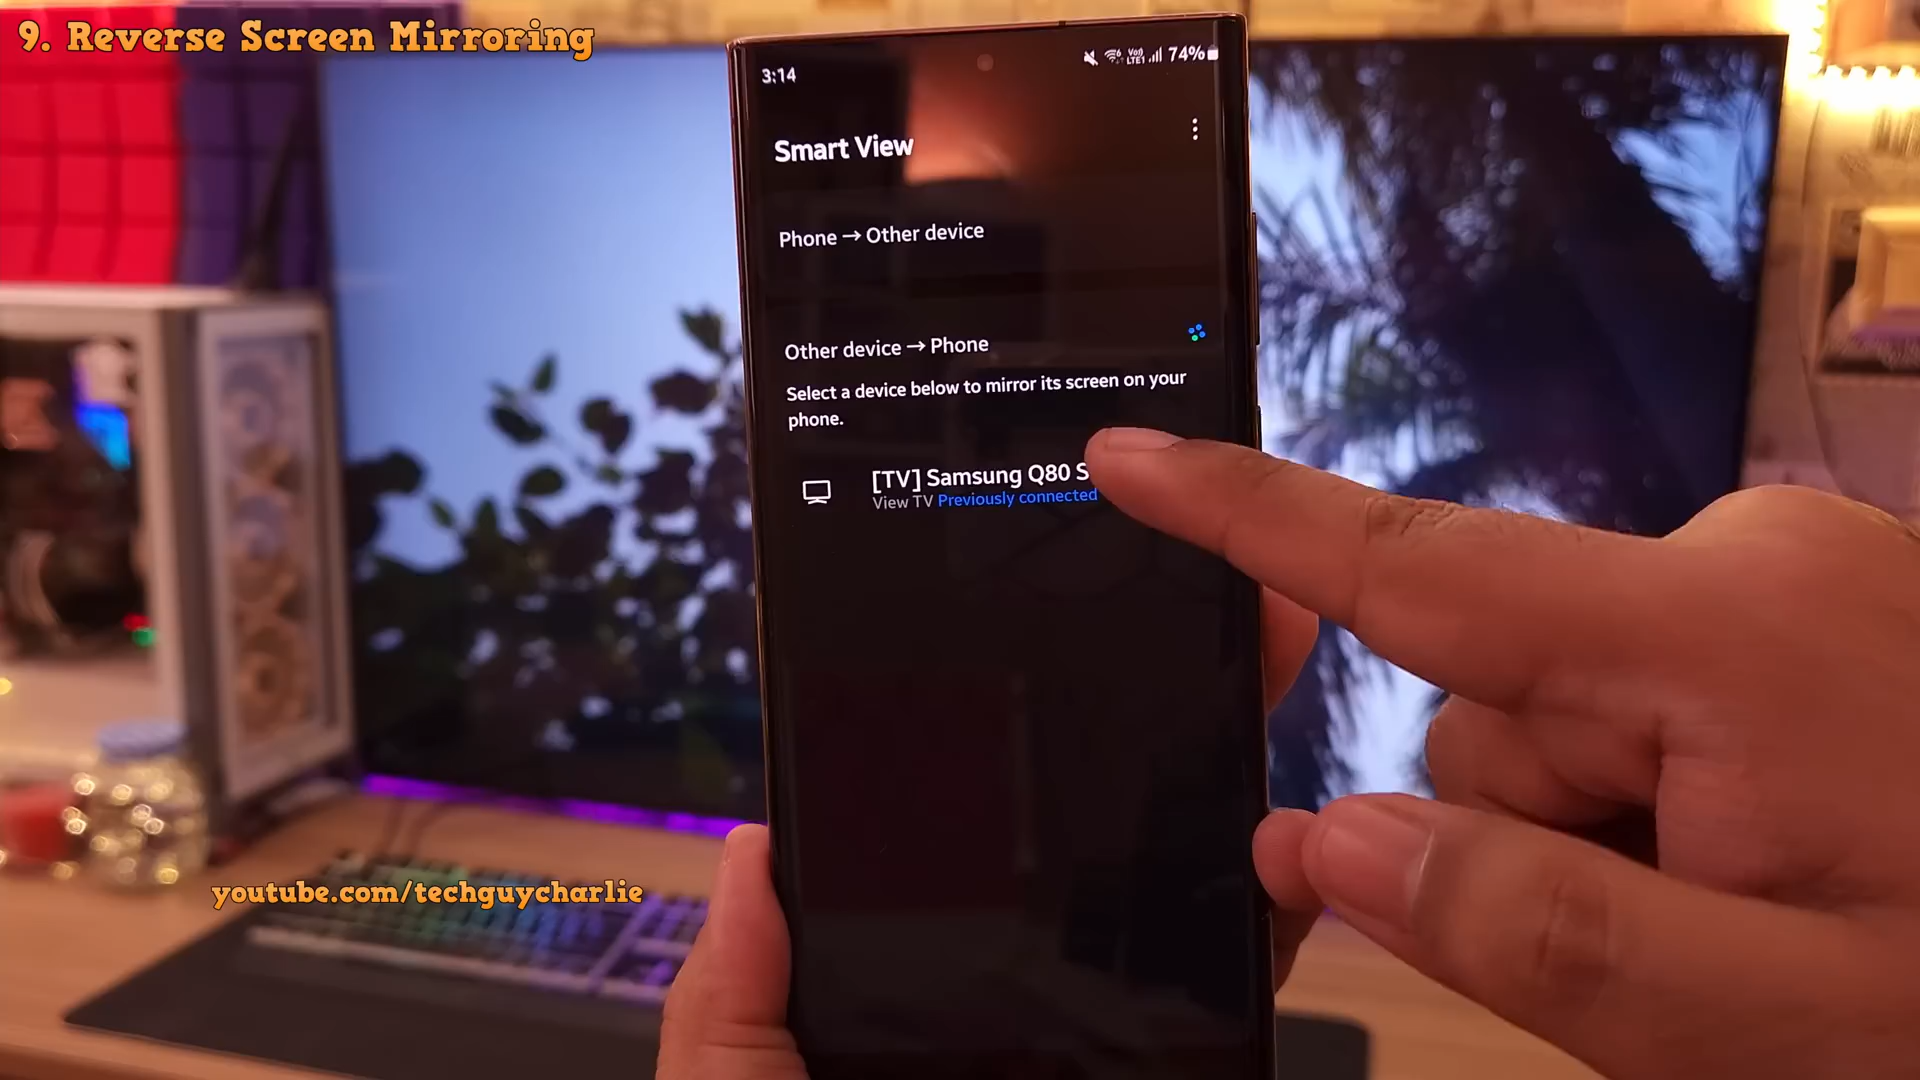 9. Reverse Screen Mirroring
3:14
74%
Smart View
Phone → Other device
Other device → Phone
Select a device below to mirror its screen on your
phone.
[TV] Samsung Q80 S
View TV Previously connected
youtube.com/techguycharlie